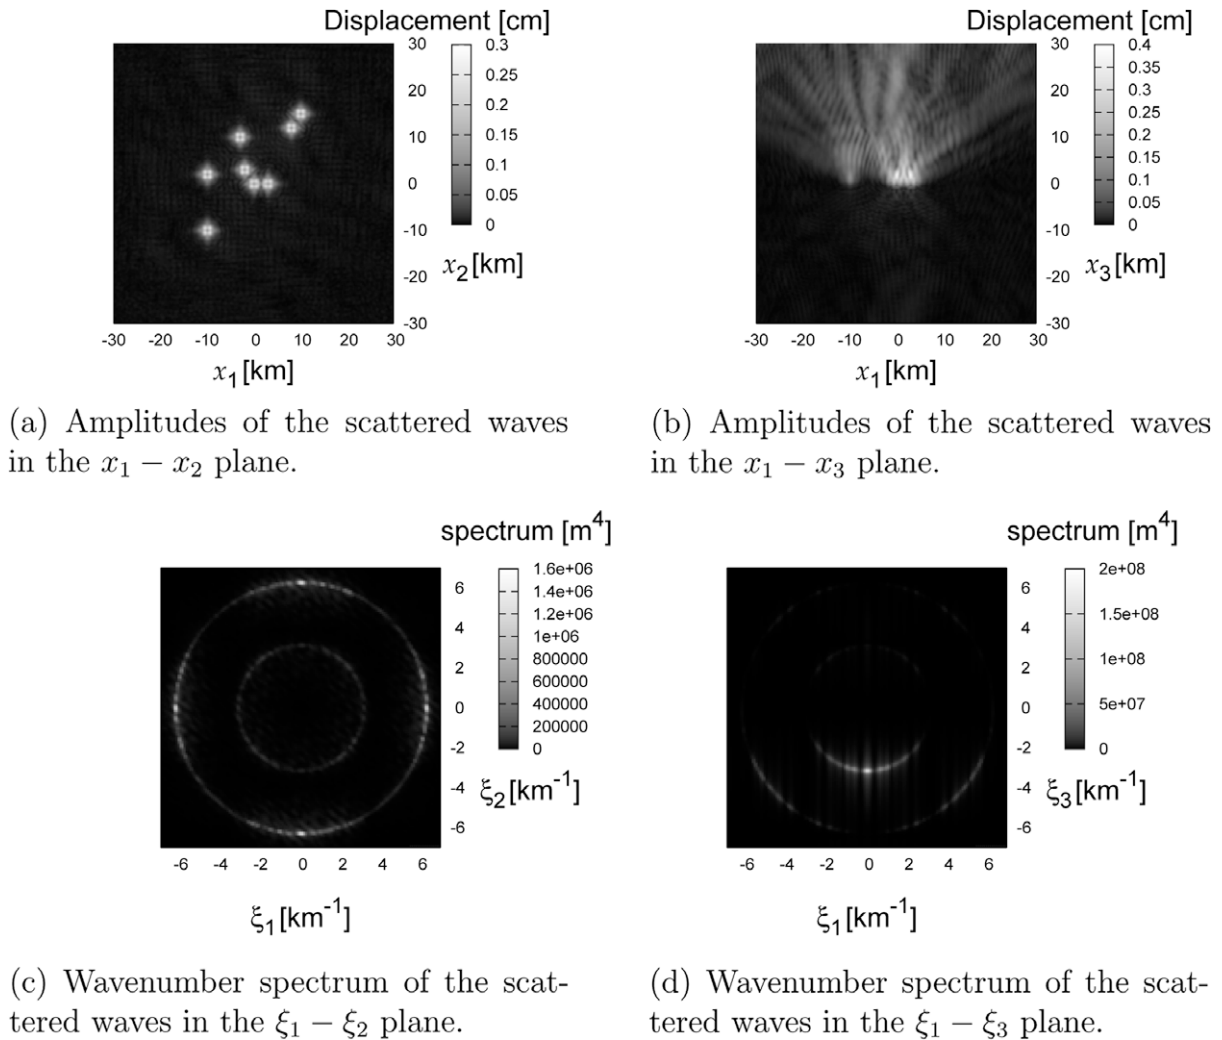 Displacement [cm]
30
20
10
0
-10
-20
-30
0.3
0.25
0.2
0.15
0.1
0.05
0
x2[km]
-30 -20 -10 0 10 20 30
x1[km]
(a) Amplitudes of the scattered waves
in the x1 − x2 plane.
Displacement [cm]
30
20
10
0
-10
-20
-30
0.4
0.35
0.3
0.25
0.2
0.15
0.1
0.05
0
x3[km]
-30 -20 -10 0 10 20 30
x1[km]
(b) Amplitudes of the scattered waves
in the x1 − x3 plane.
spectrum [m^4]
6
4
2
0
-2
-4
-6
1.6e+06
1.4e+06
1.2e+06
1e+06
800000
600000
400000
200000
0
ξ2[km^-1]
-6 -4 -2 0 2 4 6
ξ1[km^-1]
(c) Wavenumber spectrum of the scat-
tered waves in the ξ1 − ξ2 plane.
spectrum [m^4]
6
4
2
0
-2
-4
-6
2e+08
1.5e+08
1e+08
5e+07
0
ξ3[km^-1]
-6 -4 -2 0 2 4 6
ξ1[km^-1]
(d) Wavenumber spectrum of the scat-
tered waves in the ξ1 − ξ3 plane.